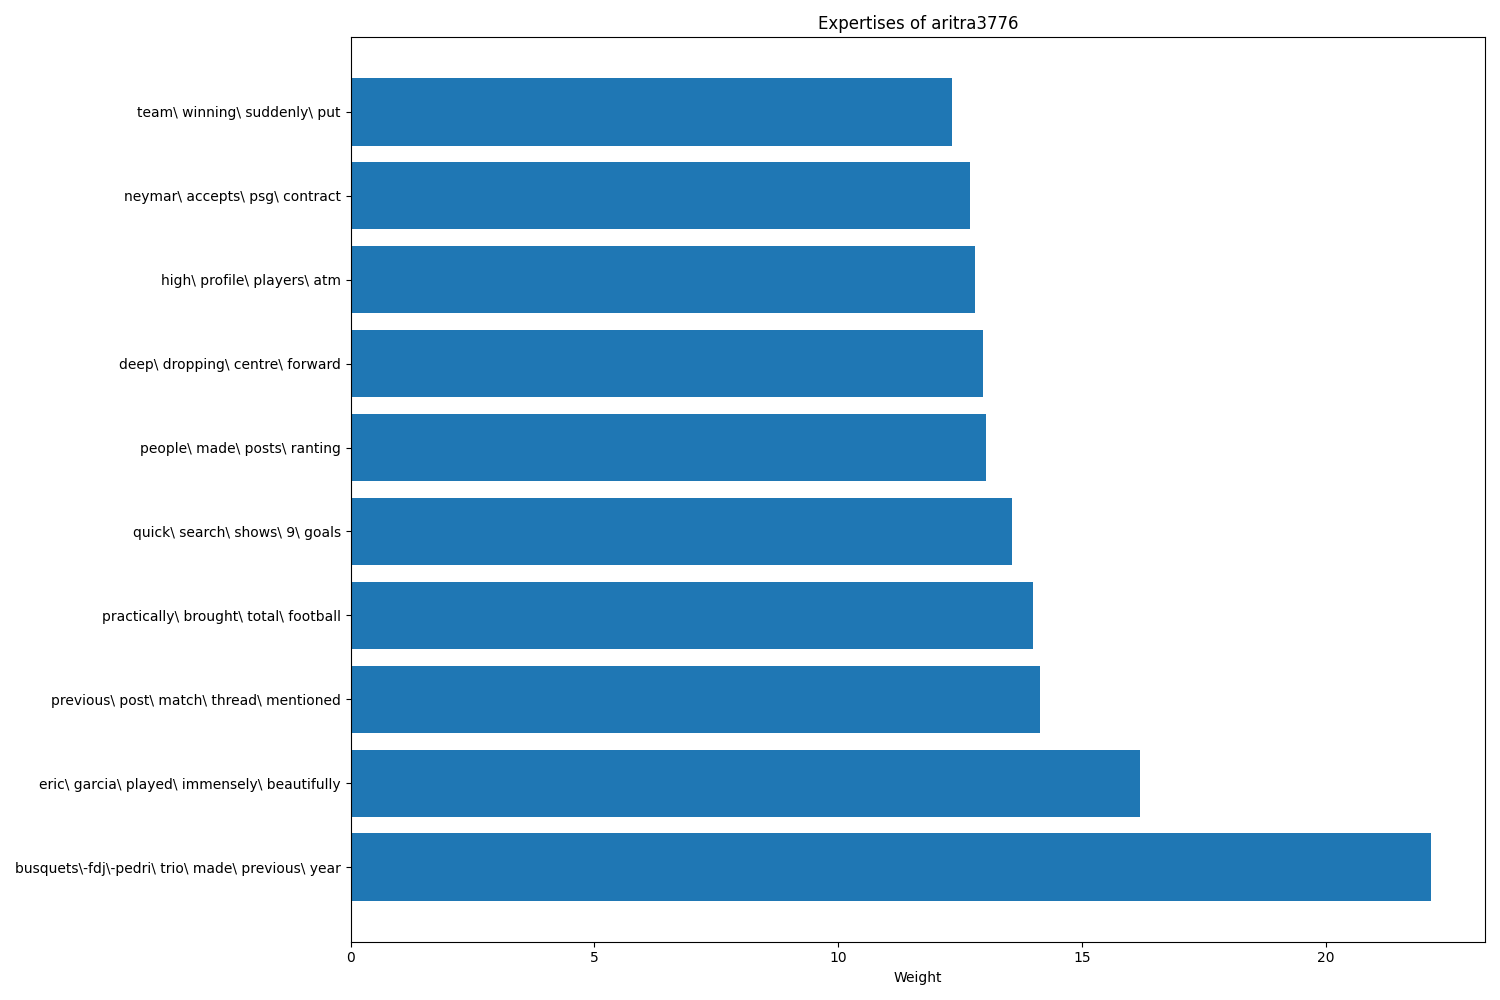 Expertises of aritra3776
team\ winning\ suddenly\ put
neymar\ accepts\ psg\ contract
high\ profile\ players\ atm
deep\ dropping\ centre\ forward
people\ made\ posts\ ranting
quick\ search\ shows\ 9\ goals
practically\ brought\ total\ football
previous\ post\ match\ thread\ mentioned
eric\ garcia\ played\ immensely\ beautifully
busquets\-fdj\-pedri\ trio\ made\ previous\ year
0 5 10 15 20
Weight